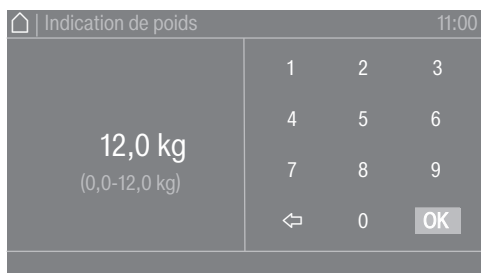 | Indication de poids 11:00
12,0 kg
(0,0-12,0 kg)
1 2 3
4 5 6
7 8 9
0 OK